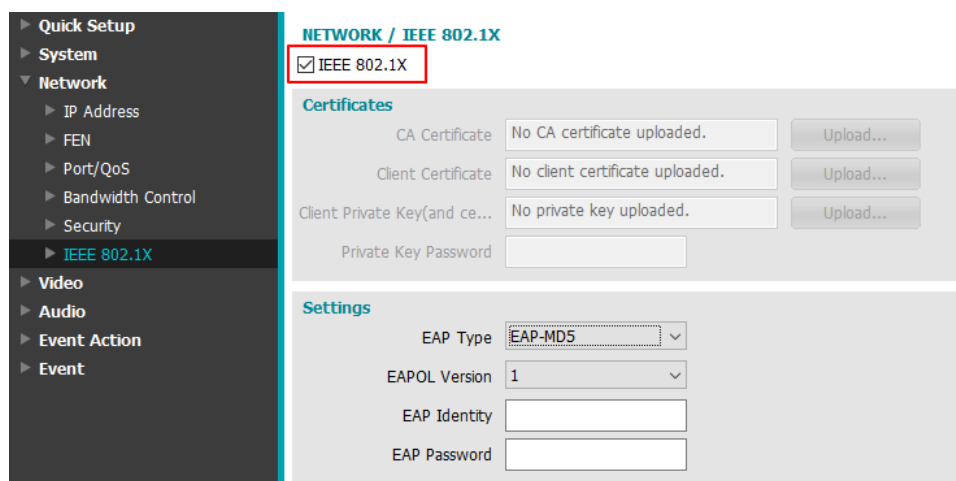 Quick Setup
System
Network
IP Address
FEN
Port/QoS
Bandwidth Control
Security
IEEE 802.1X
Video
Audio
Event Action
Event
NETWORK / IEEE 802.1X
IEEE 802.1X
Certificates
CA Certificate No CA certificate uploaded. Upload...
Client Certificate No client certificate uploaded. Upload...
Client Private Key(and ce... No private key uploaded. Upload...
Private Key Password
Settings
EAP Type EAP-MD5
EAPOL Version 1
EAP Identity
EAP Password